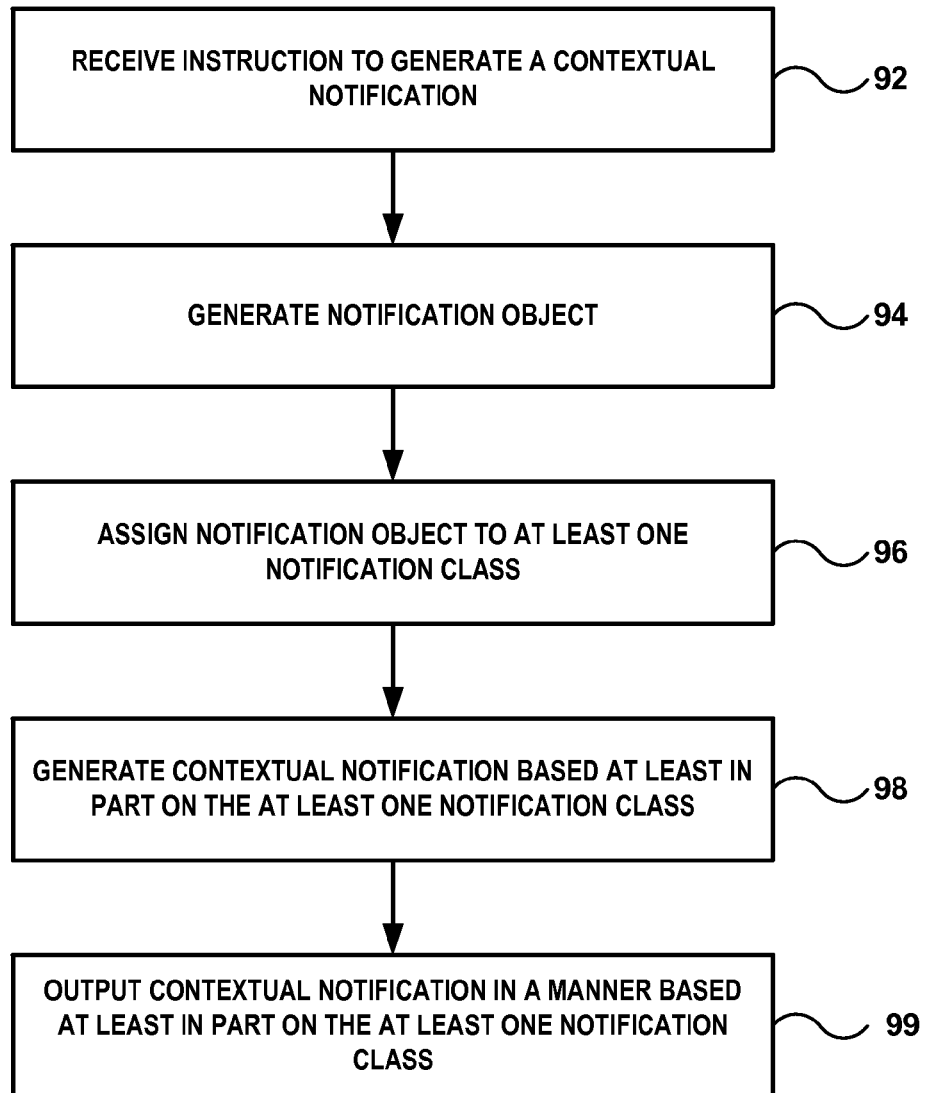 RECEIVE INSTRUCTION TO GENERATE A CONTEXTUAL
NOTIFICATION
92
GENERATE NOTIFICATION OBJECT
94
ASSIGN NOTIFICATION OBJECT TO AT LEAST ONE
NOTIFICATION CLASS
96
GENERATE CONTEXTUAL NOTIFICATION BASED AT LEAST IN
PART ON THE AT LEAST ONE NOTIFICATION CLASS
98
OUTPUT CONTEXTUAL NOTIFICATION IN A MANNER BASED
AT LEAST IN PART ON THE AT LEAST ONE NOTIFICATION
CLASS
99